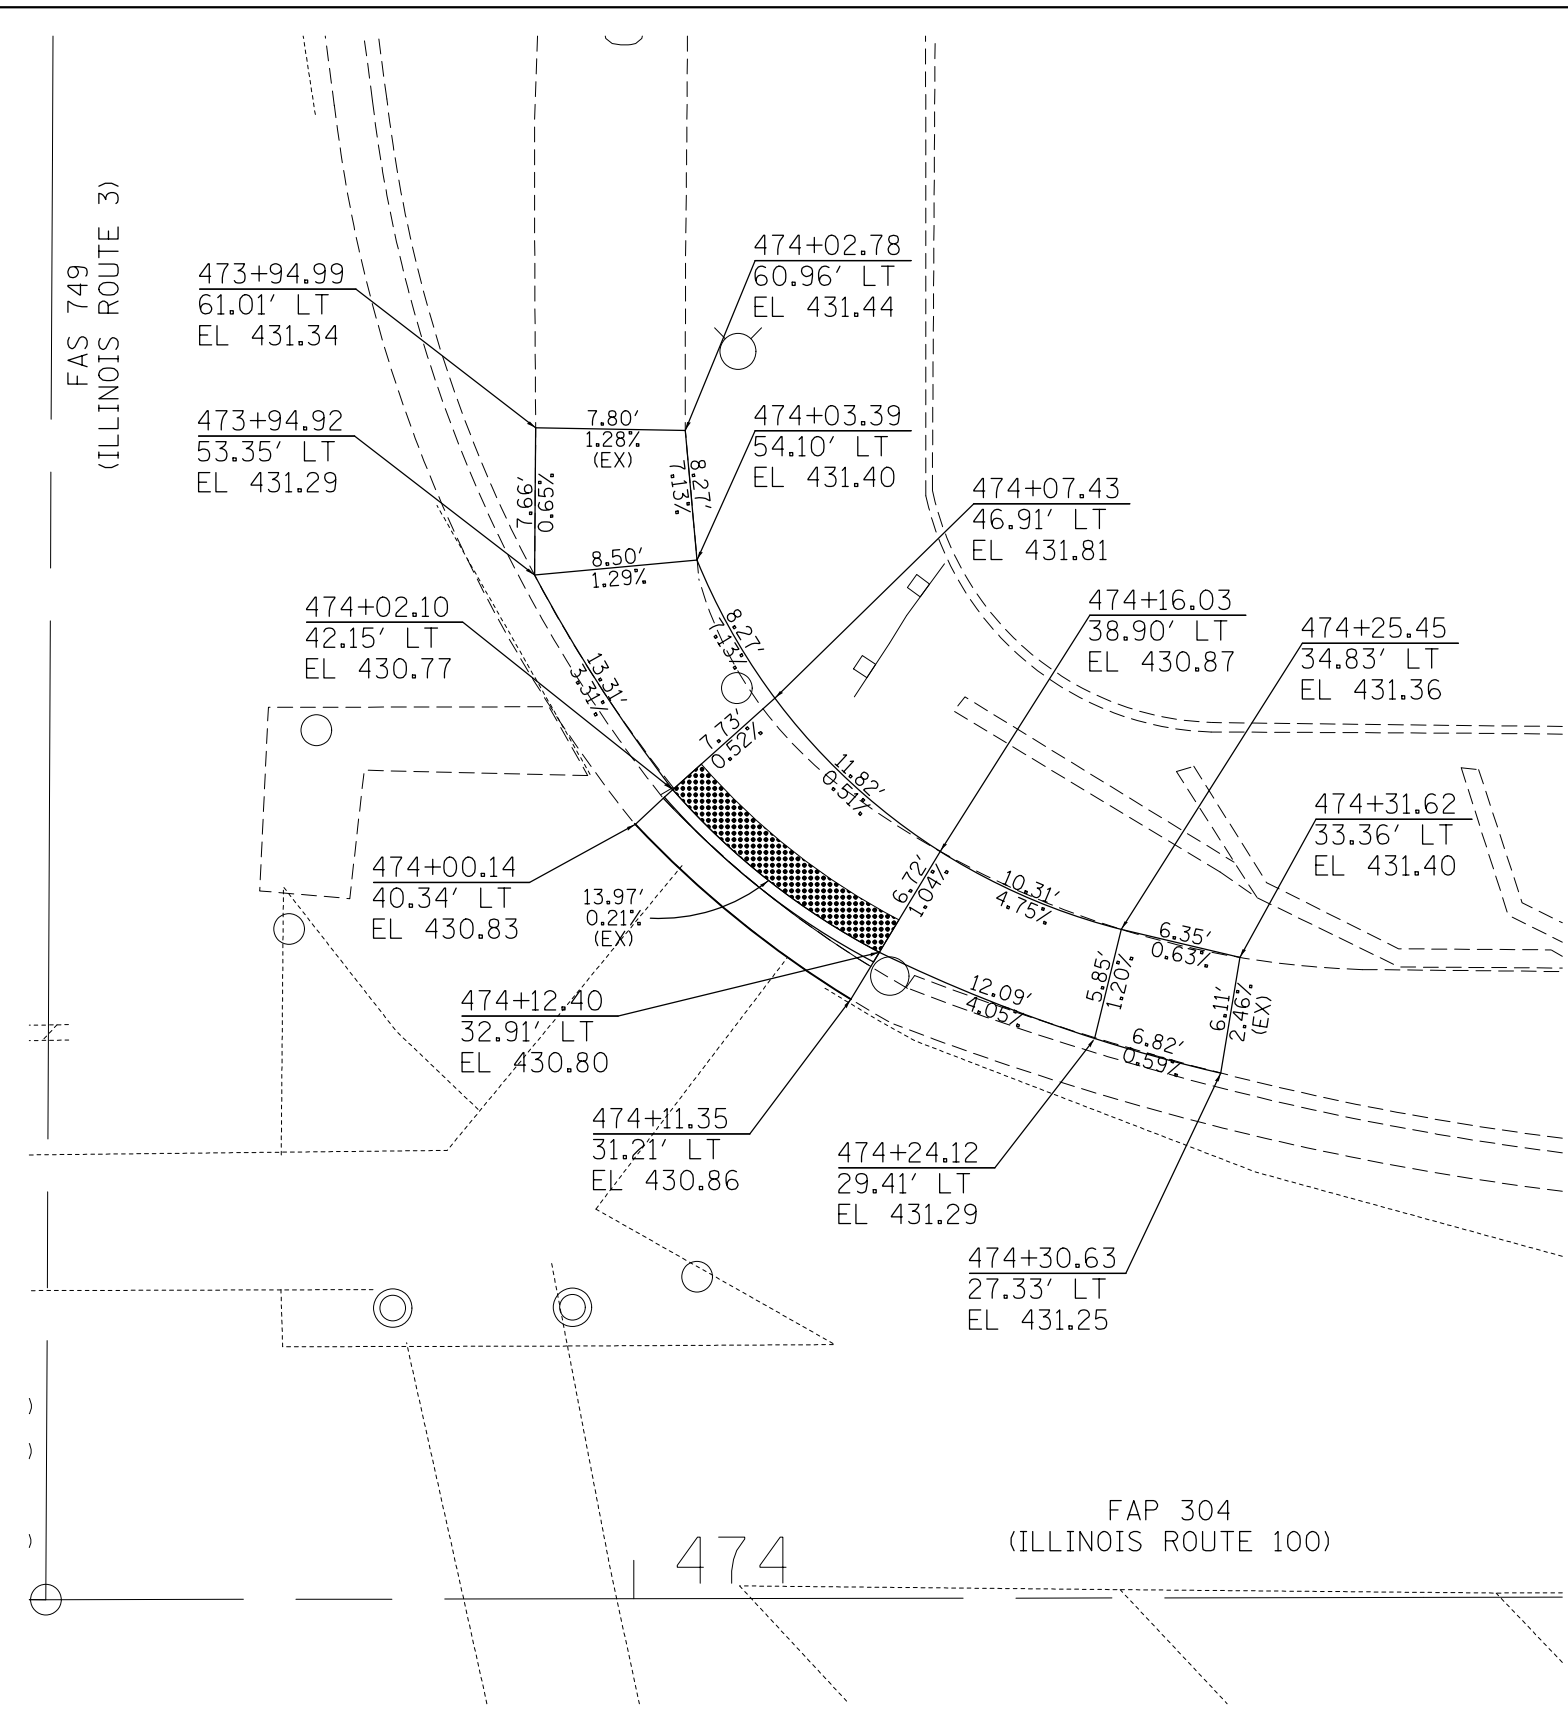 FAS 749
(ILLINOIS ROUTE 3)
473+94.99
61.01' LT
EL 431.34
474+02.78
60.96' LT
EL 431.44
473+94.92
53.35' LT
EL 431.29
474+03.39
54.10' LT
EL 431.40
7.80'
1.28%
(EX)
7.66'
0.65%
8.27'
7.13%
8.50'
1.29%
474+07.43
46.91' LT
EL 431.81
474+02.10
42.15' LT
EL 430.77
474+16.03
38.90' LT
EL 430.87
474+25.45
34.83' LT
EL 431.36
8.27'
7.13%
13.31'
3.31%
7.73'
0.52%
11.82'
0.51%
474+31.62
33.36' LT
EL 431.40
474+00.14
40.34' LT
EL 430.83
13.97'
0.21%
(EX)
6.72'
1.04%
10.31'
4.75%
6.35'
0.63%
5.85'
1.20%
6.11'
2.46%
(EX)
12.09'
4.05%
6.82'
0.59%
474+12.40
32.91' LT
EL 430.80
474+11.35
31.21' LT
EL 430.86
474+24.12
29.41' LT
EL 431.29
474+30.63
27.33' LT
EL 431.25
FAP 304
(ILLINOIS ROUTE 100)
474
)
)
)